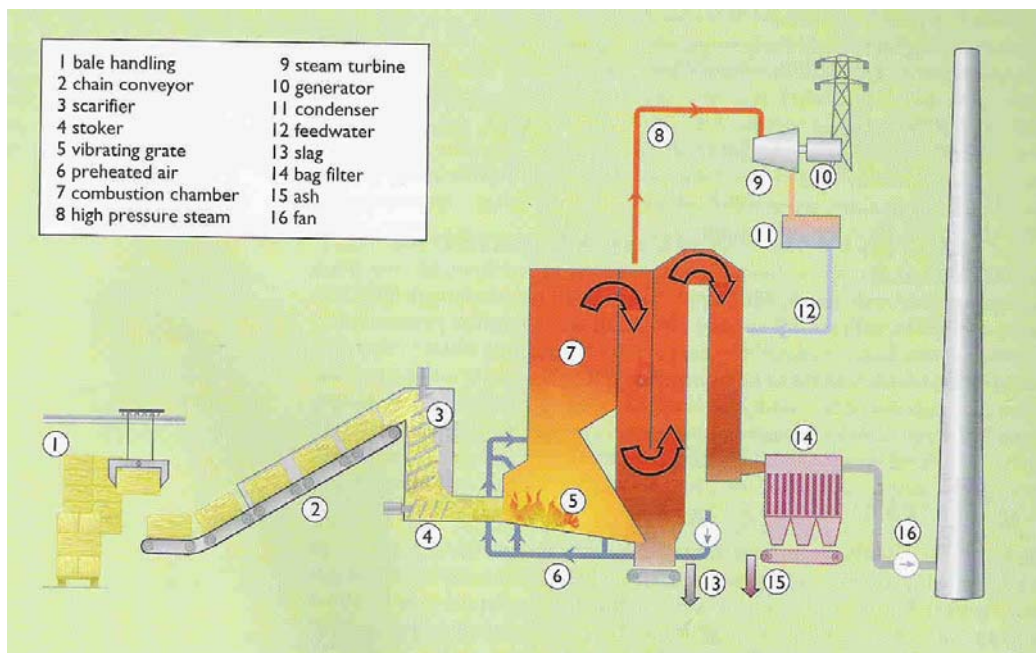 1 bale handling
2 chain conveyor
3 scarifier
4 stoker
5 vibrating grate
6 preheated air
7 combustion chamber
8 high pressure steam
9 steam turbine
10 generator
11 condenser
12 feedwater
13 slag
14 bag filter
15 ash
16 fan
8
9
10
11
12
7
3
1
14
2
5
4
16
6
13
15